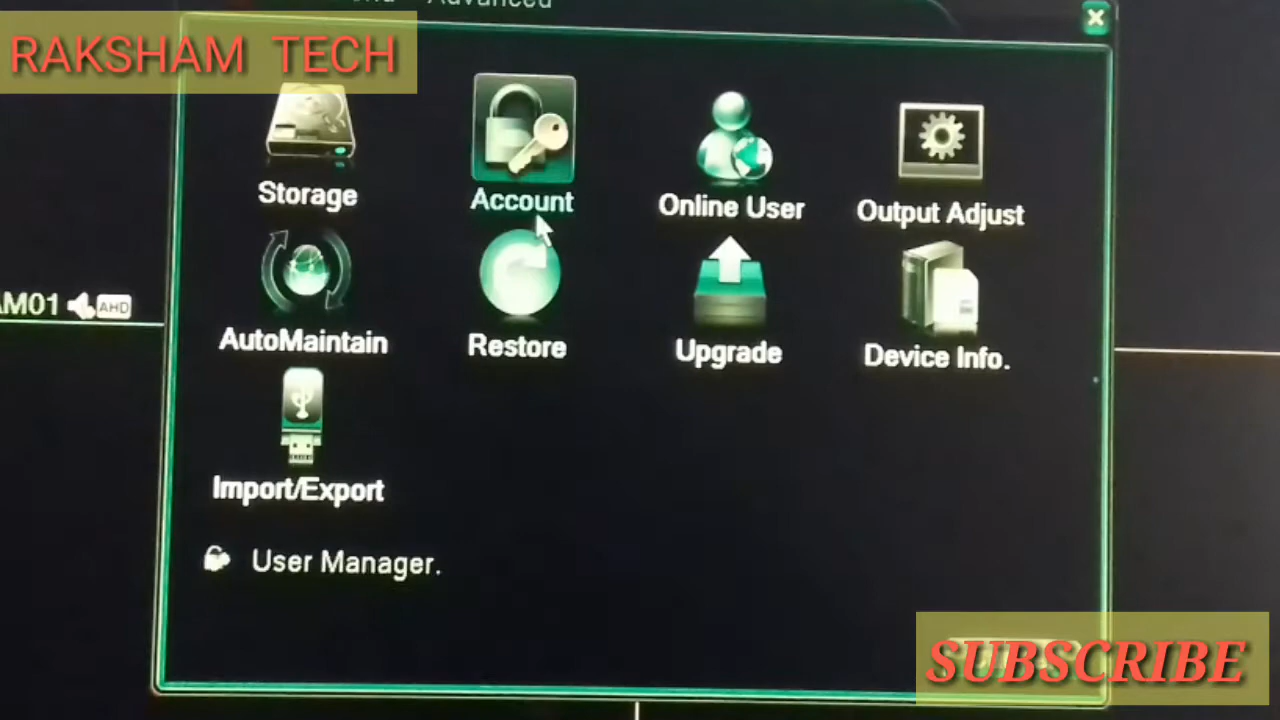 Advanced
RAKSHAM TECH
Storage
Account
Online User
Output Adjust
AM01 AHD
AutoMaintain
Restore
Upgrade
Device Info.
Import/Export
User Manager.
SUBSCRIBE